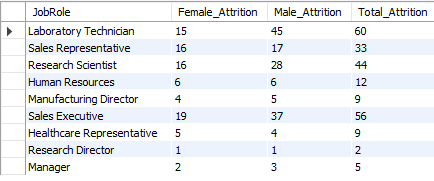 JobRole Female_Attrition Male_Attrition Total_Attrition
Laboratory Technician 15 45 60
Sales Representative 16 17 33
Research Scientist 16 28 44
Human Resources 6 6 12
Manufacturing Director 4 5 9
Sales Executive 19 37 56
Healthcare Representative 5 4 9
Research Director 1 1 2
Manager 2 3 5